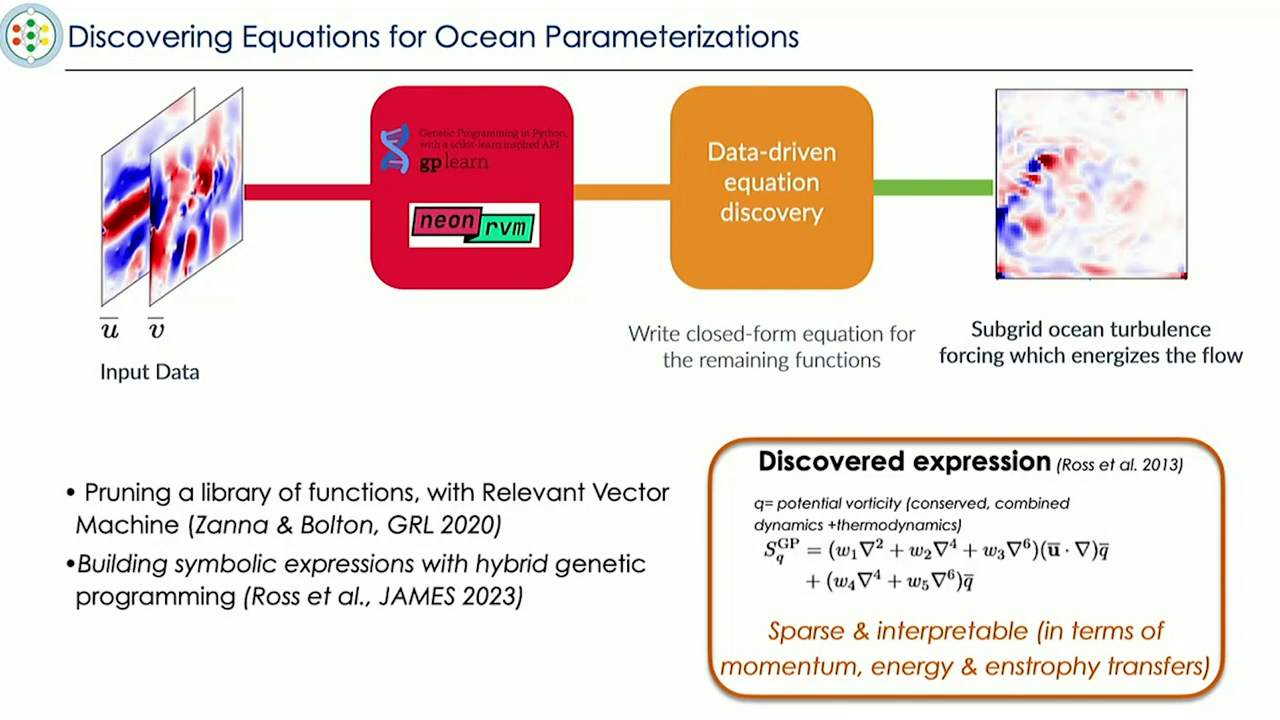 Discovering Equations for Ocean Parameterizations
Genetic Programming in Python,
with a scikit-learn inspired API
gplearn
neon rvm
Data-driven
equation
discovery
u̅ v̅
Input Data
Write closed-form equation for
the remaining functions
Subgrid ocean turbulence
forcing which energizes the flow
• Pruning a library of functions, with Relevant Vector
Machine (Zanna & Bolton, GRL 2020)
•Building symbolic expressions with hybrid genetic
programming (Ross et al., JAMES 2023)
Discovered expression (Ross et al. 2013)
q= potential vorticity (conserved, combined
dynamics +thermodynamics)
S_q^GP = (w₁∇² + w₂∇⁴ + w₃∇⁶)(u̅ · ∇)q̅
+ (w₄∇⁴ + w₅∇⁶)q̅
Sparse & interpretable (in terms of
momentum, energy & enstrophy transfers)